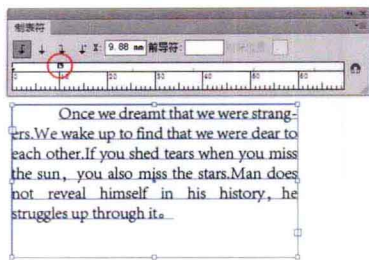 制表符
X: 9.88 mm 前导符:
0 10 20 30 40 50 60
Once we dreamt that we were strang-
ers.We wake up to find that we were dear to
each other.If you shed tears when you miss
the sun，you also miss the stars.Man does
not reveal himself in his history，he
struggles up through it。